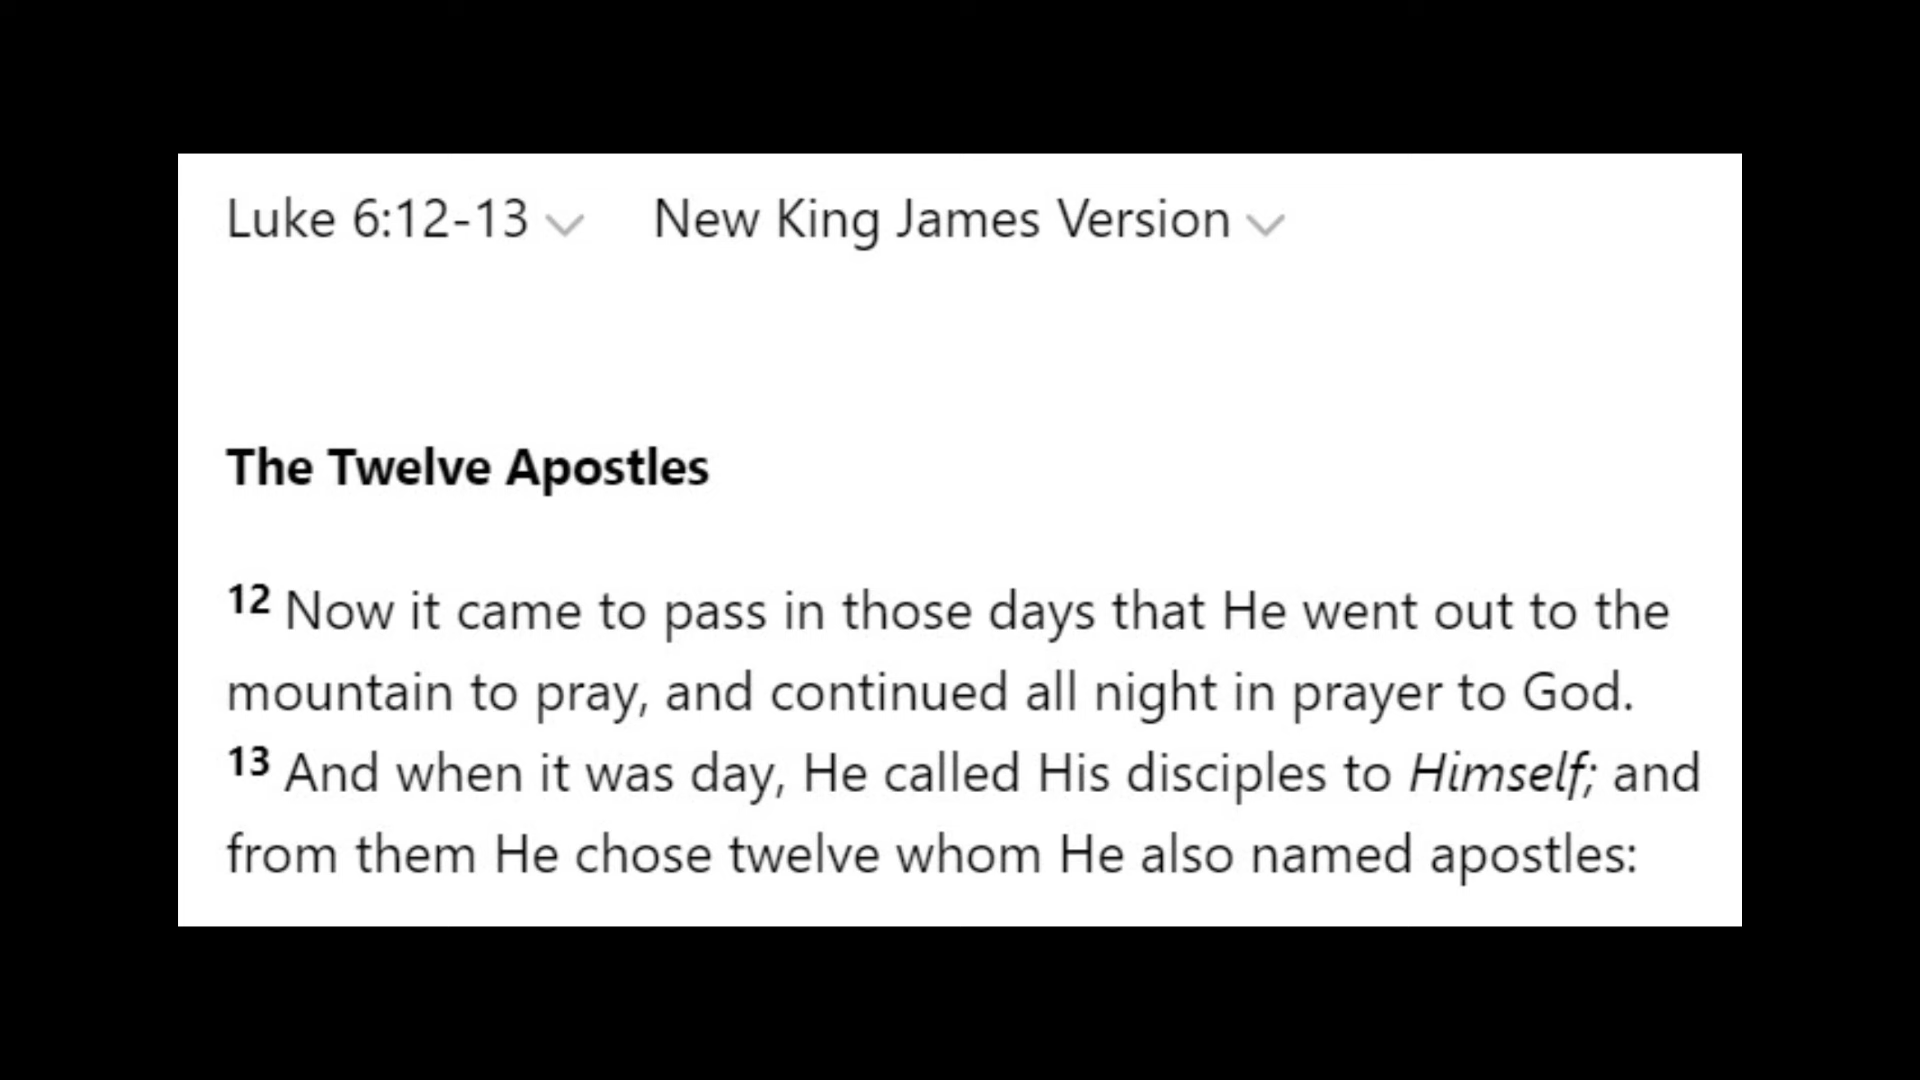 Luke 6:12-13 New King James Version
The Twelve Apostles
12 Now it came to pass in those days that He went out to the
mountain to pray, and continued all night in prayer to God.
13 And when it was day, He called His disciples to Himself; and
from them He chose twelve whom He also named apostles: